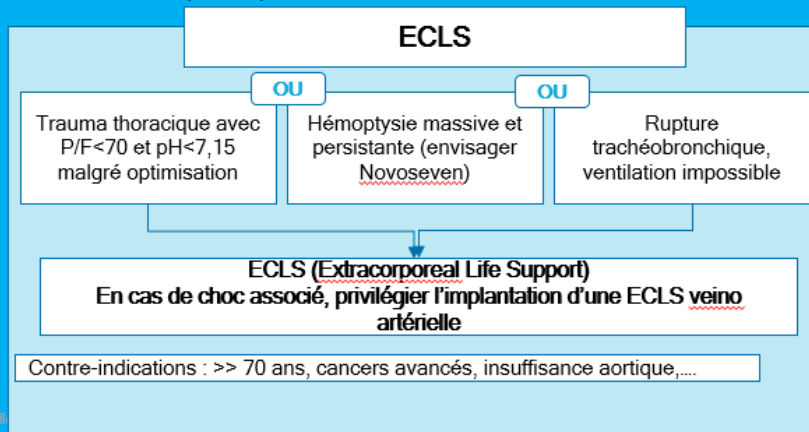 ECLS
OU
OU
Trauma thoracique avec
P/F<70 et pH<7,15
malgré optimisation
Hémoptysie massive et
persistante (envisager
Novoseven)
Rupture
trachéobronchique,
ventilation impossible
ECLS (Extracorporeal Life Support)
En cas de choc associé, privilégier l'implantation d'une ECLS veino
artérielle
Contre-indications : >> 70 ans, cancers avancés, insuffisance aortique,....